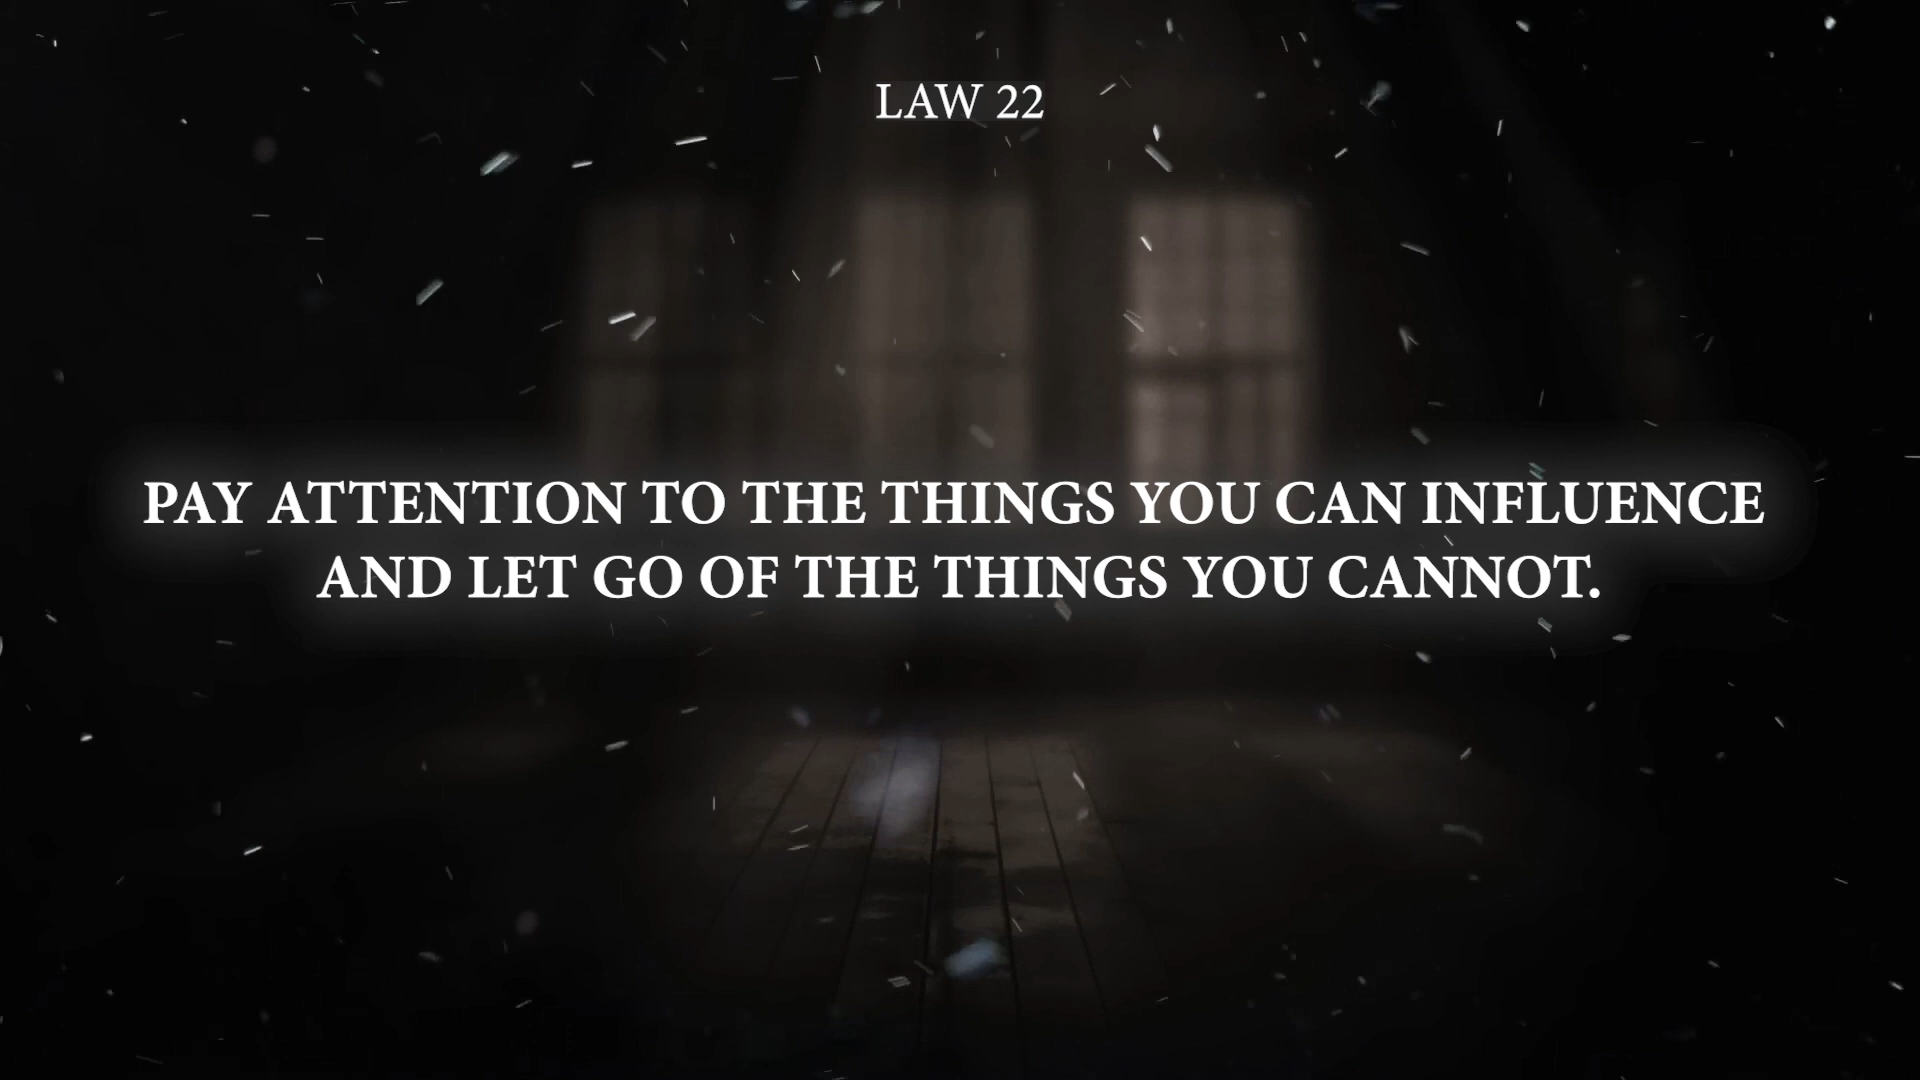 LAW 22
PAY ATTENTION TO THE THINGS YOU CAN INFLUENCE
AND LET GO OF THE THINGS YOU CANNOT.